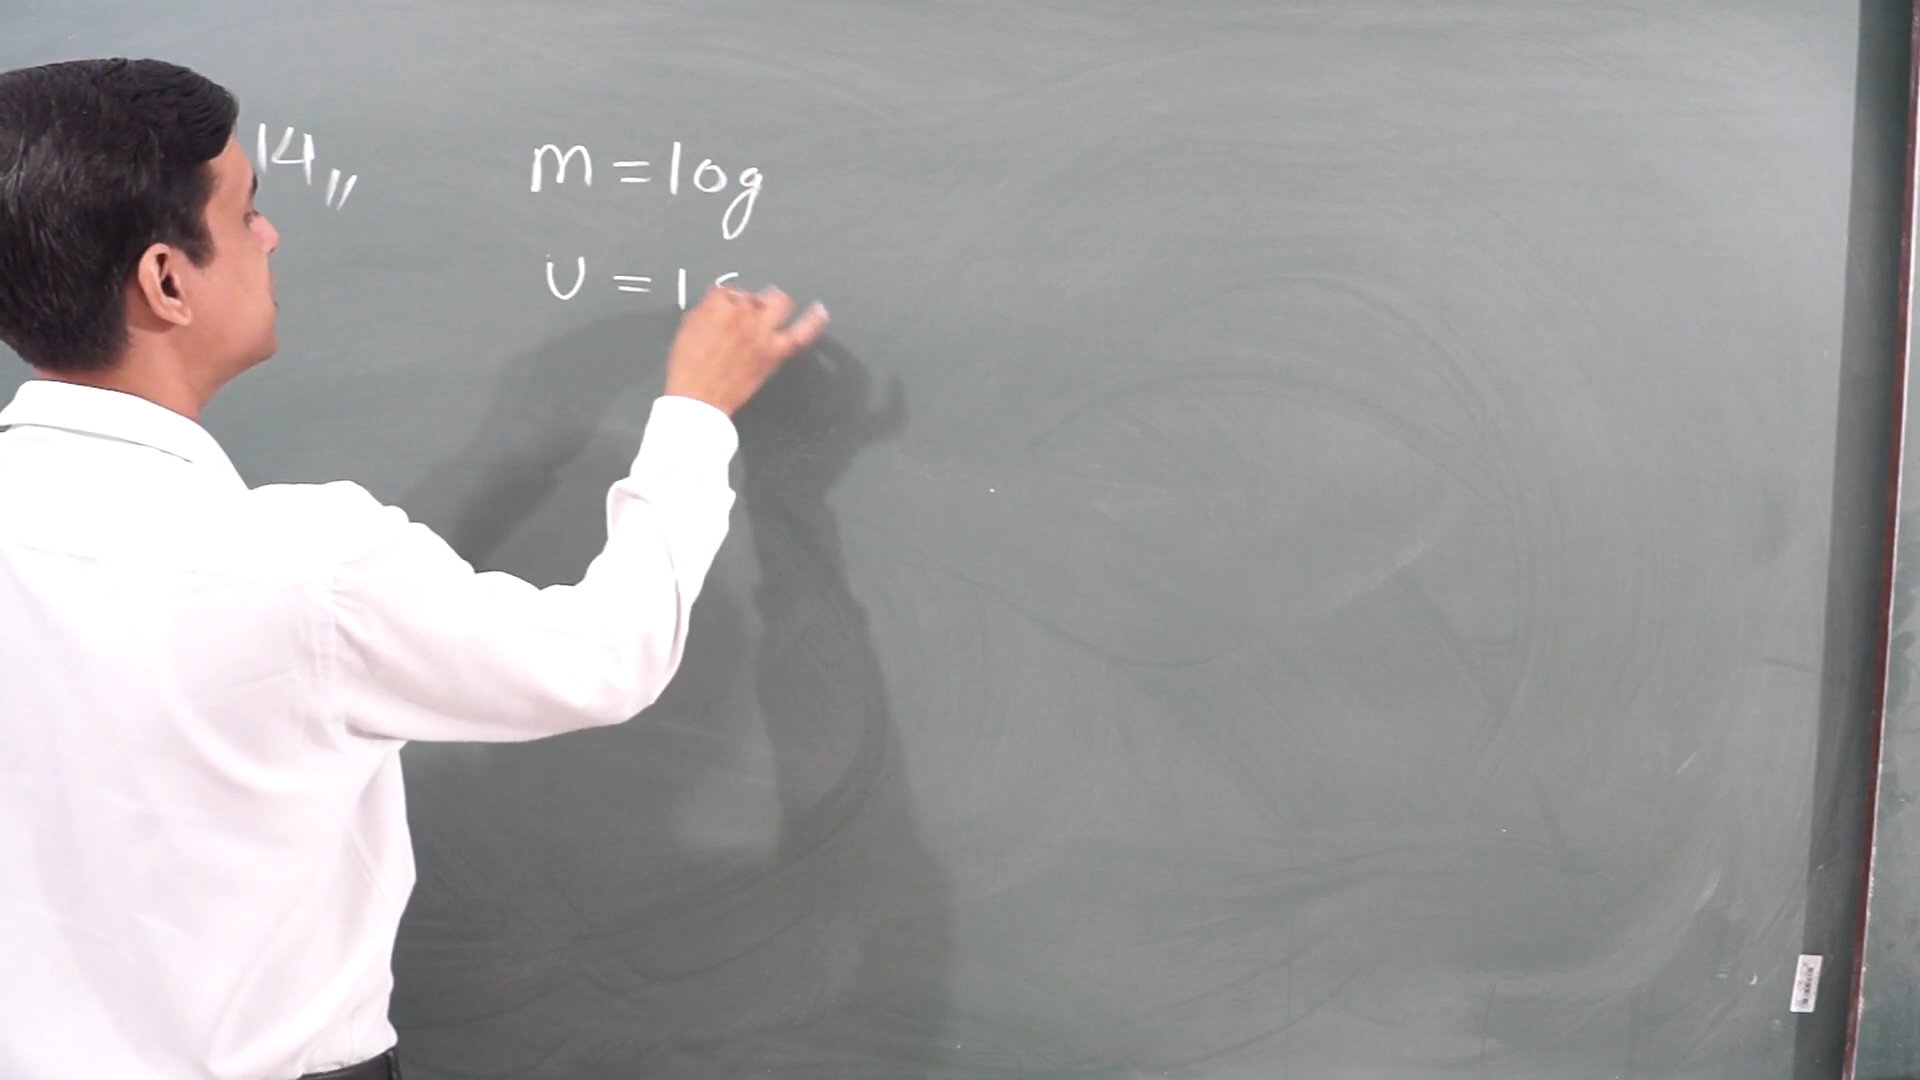 14,,
m = 10g
u = 1